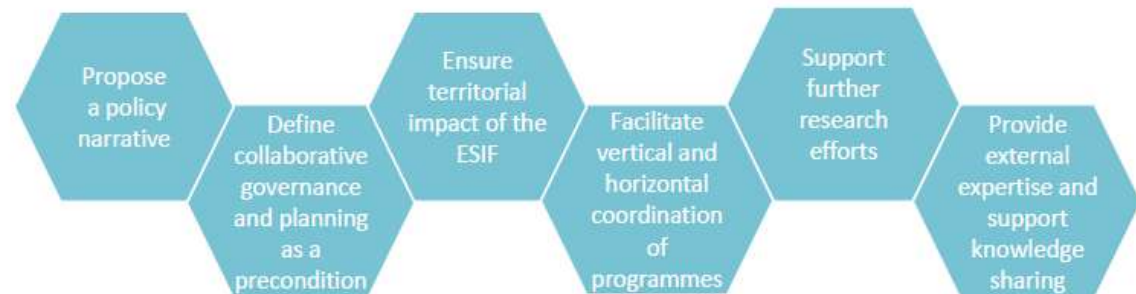 Propose
a policy
narrative
Define
collaborative
governance
and planning
as a
precondition
Ensure
territorial
impact of the
ESIF
Facilitate
vertical and
horizontal
coordination
of
programmes
Support
further
research
efforts
Provide
external
expertise and
support
knowledge
sharing